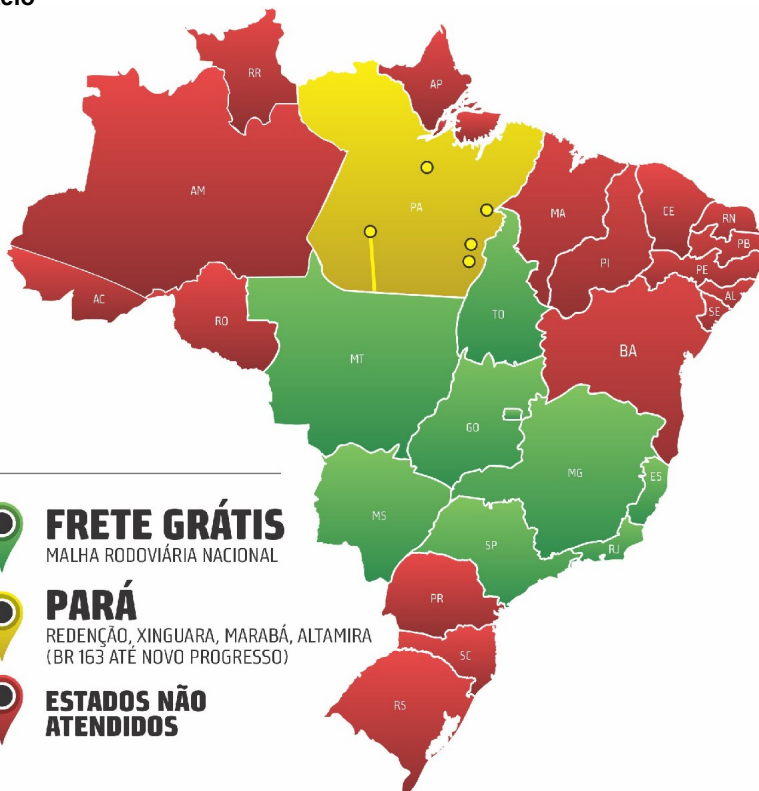 RR
AP
AM
PA
MA
CE
RN
PB
PI
PE
AL
SE
AC
RO
TO
BA
MT
GO
MG
ES
MS
SP
RJ
PR
SC
RS
FRETE GRÁTIS
MALHA RODOVIÁRIA NACIONAL
PARÁ
REDENÇÃO, XINGUARA, MARABÁ, ALTAMIRA
(BR 163 ATÉ NOVO PROGRESSO)
ESTADOS NÃO
ATENDIDOS